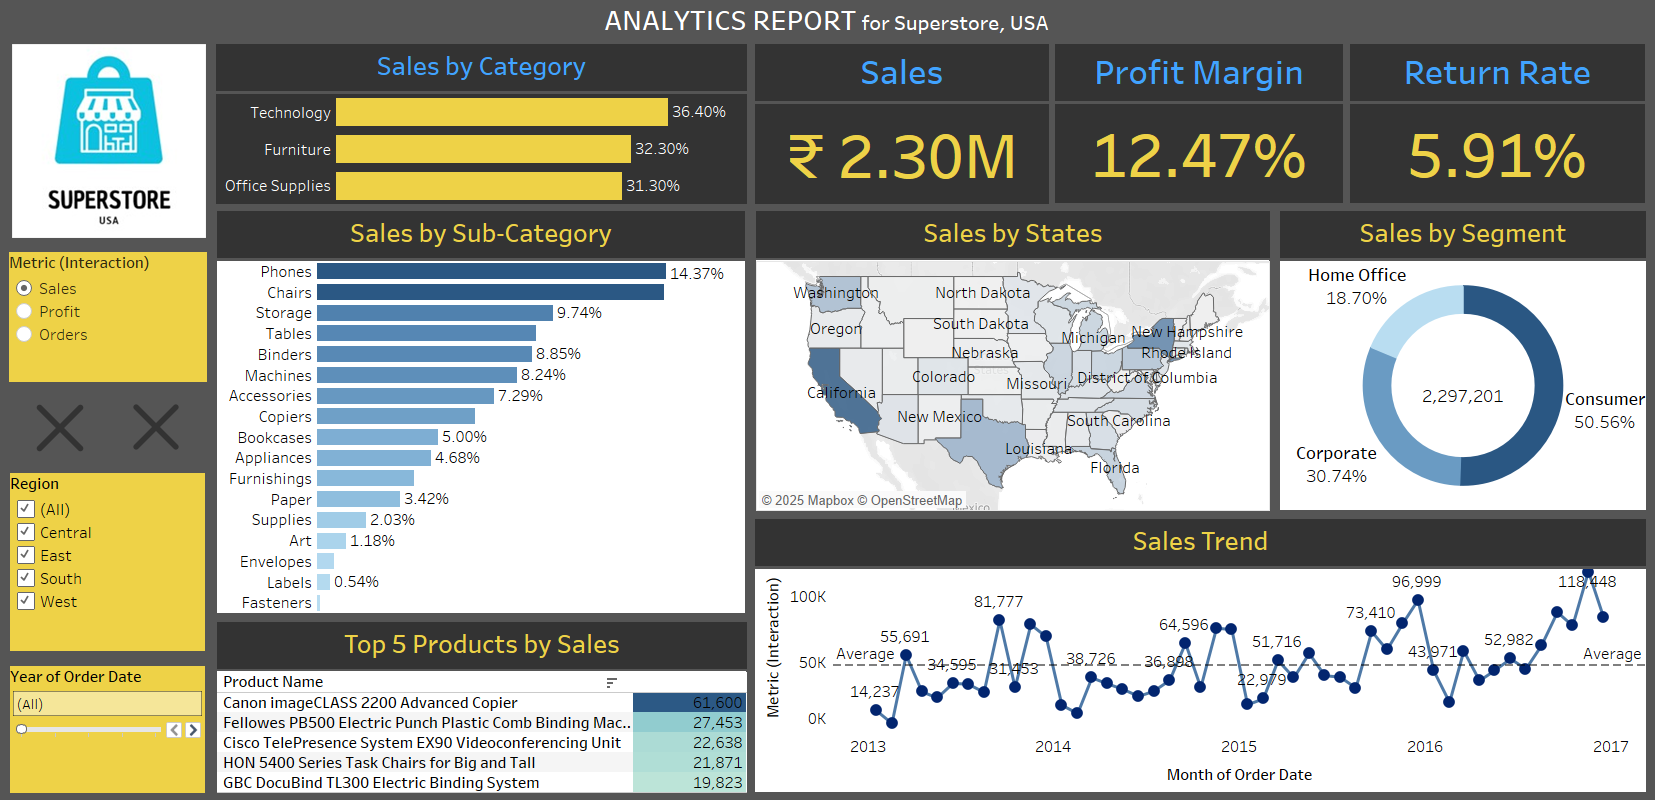 ANALYTICS REPORT for Superstore, USA
SUPERSTORE
USA
Metric (Interaction)
Sales
Profit
Orders
Region
(All)
Central
East
South
West
Year of Order Date
(All)
Sales by Category
Technology 36.40%
Furniture 32.30%
Office Supplies 31.30%
Sales
₹ 2.30M
Profit Margin
12.47%
Return Rate
5.91%
Sales by Sub-Category
Phones 14.37%
Chairs
Storage 9.74%
Tables
Binders 8.85%
Machines 8.24%
Accessories 7.29%
Copiers
Bookcases 5.00%
Appliances 4.68%
Furnishings
Paper 3.42%
Supplies 2.03%
Art 1.18%
Envelopes
Labels 0.54%
Fasteners
Top 5 Products by Sales
Product Name
Canon imageCLASS 2200 Advanced Copier 61,600
Fellowes PB500 Electric Punch Plastic Comb Binding Mac.. 27,453
Cisco TelePresence System EX90 Videoconferencing Unit 22,638
HON 5400 Series Task Chairs for Big and Tall 21,871
GBC DocuBind TL300 Electric Binding System 19,823
Sales by States
Washington
North Dakota
Oregon
South Dakota
Michigan
New Hampshire
Nebraska
Rhode Island
Colorado
Missouri
District of Columbia
California
New Mexico
South Carolina
Louisiana
Florida
© 2025 Mapbox © OpenStreetMap
Sales by Segment
Home Office
18.70%
2,297,201
Consumer
50.56%
Corporate
30.74%
Sales Trend
Metric (Interaction)
100K
50K
0K
Average
14,237
55,691
34,595
81,777
31,453
38,726
36,898
64,596
22,979
51,716
73,410
96,999
43,971
52,982
118,448
Average
2013
2014
2015
2016
2017
Month of Order Date